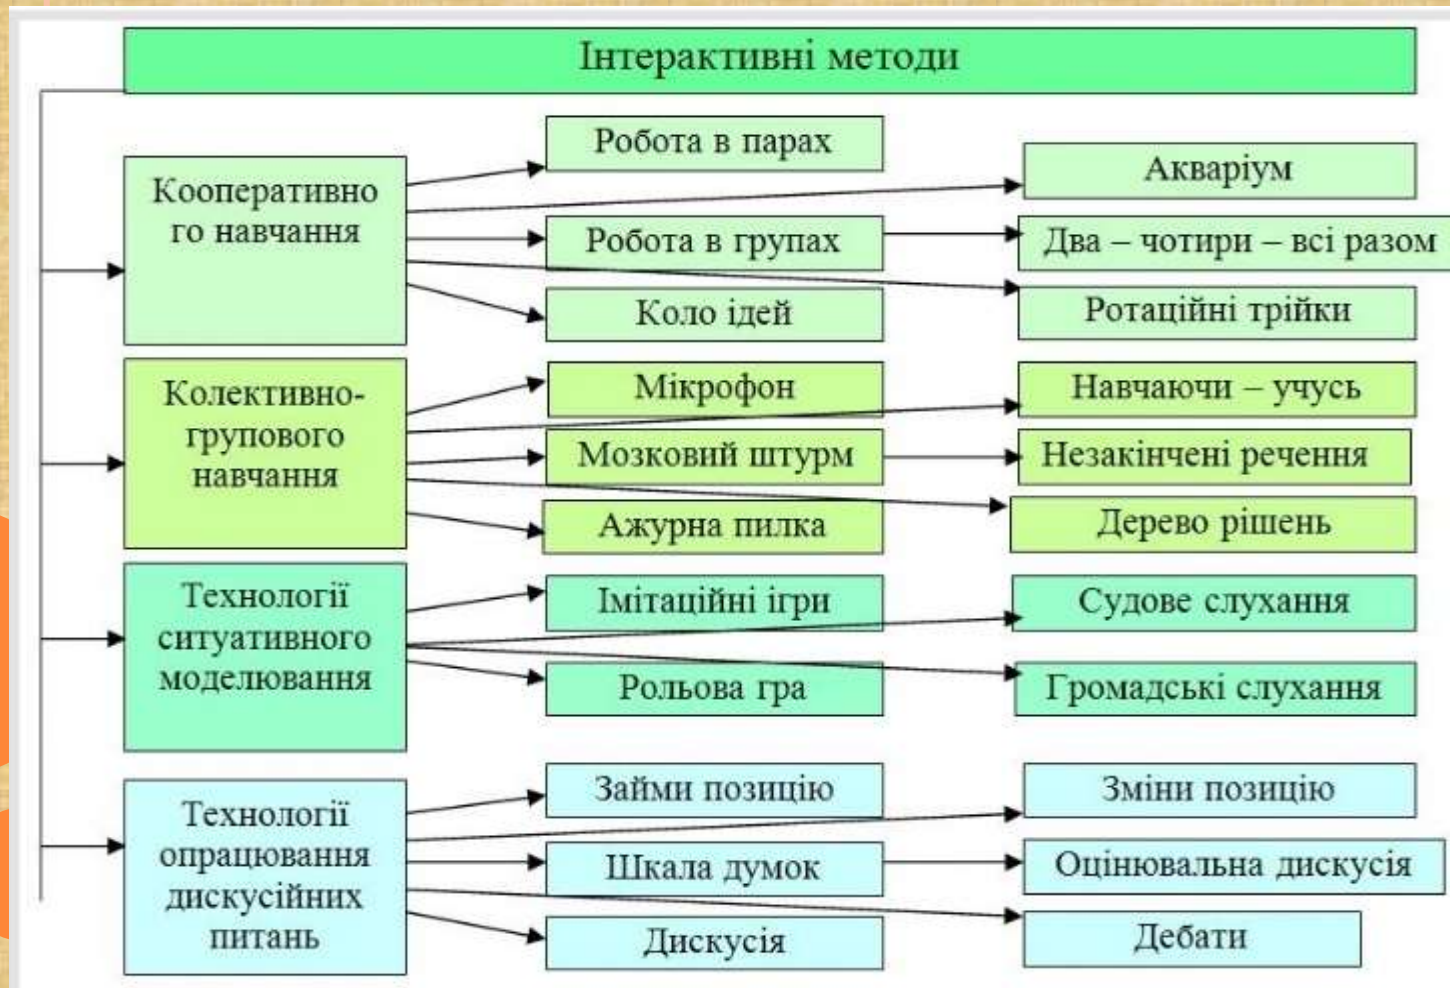 Інтерактивні методи
Кооперативно
го навчання
Робота в парах
Акваріум
Робота в групах
Два – чотири – всі разом
Коло ідей
Ротаційні трійки
Колективно-
групового
навчання
Мікрофон
Навчаючи – учусь
Мозковий штурм
Незакінчені речення
Ажурна пилка
Дерево рішень
Технології
ситуативного
моделювання
Імітаційні ігри
Судове слухання
Рольова гра
Громадські слухання
Технології
опрацювання
дискусійних
питань
Займи позицію
Зміни позицію
Шкала думок
Оцінювальна дискусія
Дискусія
Дебати